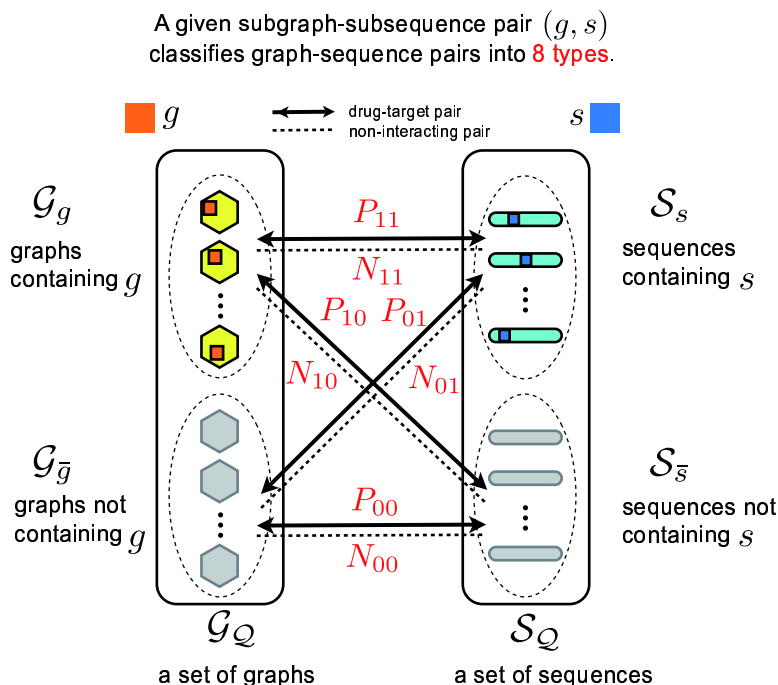 A given subgraph-subsequence pair (g, s)
classifies graph-sequence pairs into 8 types.
g
drug-target pair
non-interacting pair
s
𝒢_g
graphs
containing g
P_11
N_11
P_10 P_01
N_10 N_01
𝒮_s
sequences
containing s
𝒢_ḡ
graphs not
containing g
P_00
N_00
𝒮_s̄
sequences not
containing s
𝒢_𝒬
a set of graphs
𝒮_𝒬
a set of sequences